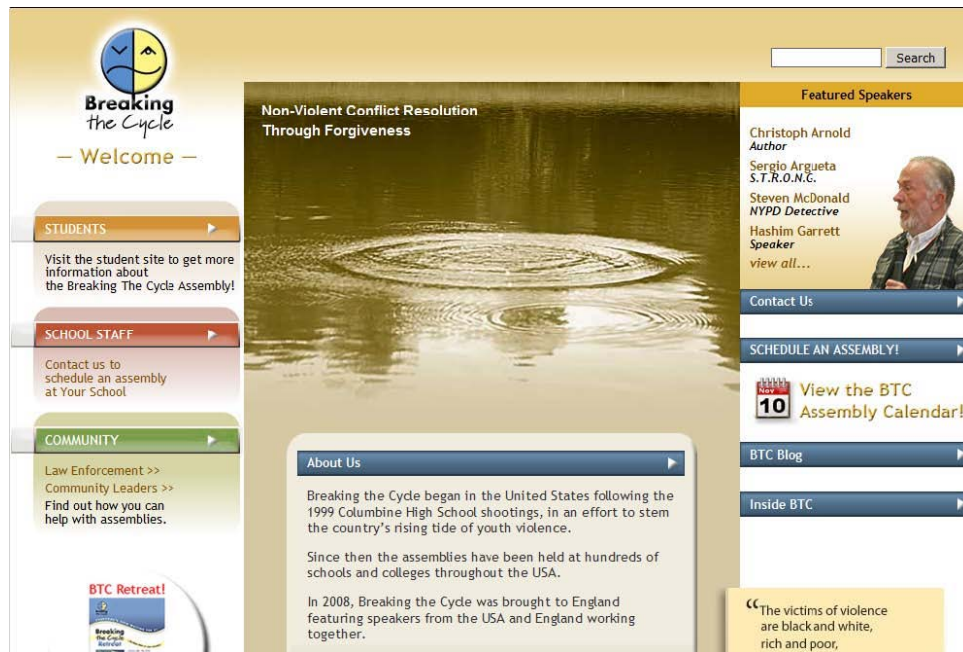 Breaking
the Cycle
— Welcome —
STUDENTS
Visit the student site to get more
information about
the Breaking The Cycle Assembly!
SCHOOL STAFF
Contact us to
schedule an assembly
at Your School
COMMUNITY
Law Enforcement >>
Community Leaders >>
Find out how you can
help with assemblies.
BTC Retreat!
Breaking
the Cycle
Retreat
Non-Violent Conflict Resolution
Through Forgiveness
About Us
Breaking the Cycle began in the United States following the
1999 Columbine High School shootings, in an effort to stem
the country's rising tide of youth violence.
Since then the assemblies have been held at hundreds of
schools and colleges throughout the USA.
In 2008, Breaking the Cycle was brought to England
featuring speakers from the USA and England working
together.
Search
Featured Speakers
Christoph Arnold
Author
Sergio Argueta
S.T.R.O.N.G.
Steven McDonald
NYPD Detective
Hashim Garrett
Speaker
view all...
Contact Us
SCHEDULE AN ASSEMBLY!
Nov
10
View the BTC
Assembly Calendar!
BTC Blog
Inside BTC
“The victims of violence
are black and white,
rich and poor,